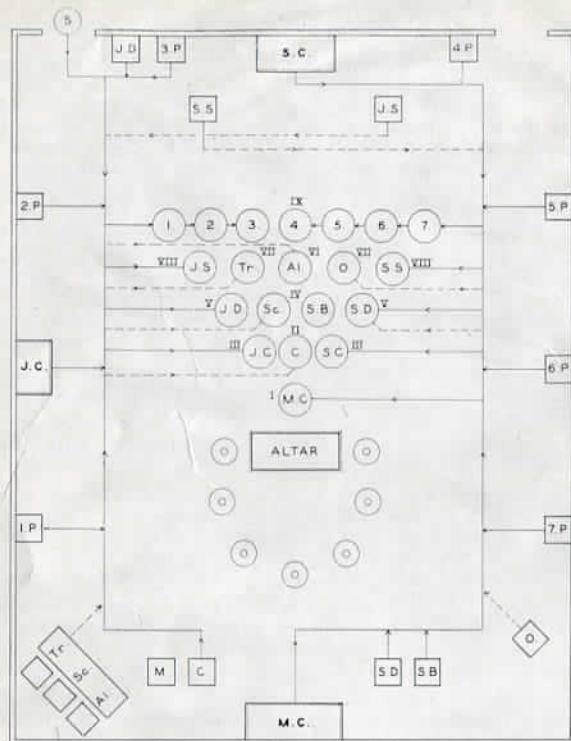 S
J.D 3.P S.C. 4.P
S.S J.S
2.P 5.P
IX
1 2 3. 4 5. 6. 7.
VIII J.S VII Tr. VI Al O VII S.S VIII
V J.D Sc. IV S.B S.D V
III J.C II C S.C III
J.C. 6.P
I M.C
ALTAR
1.P 7.P
Tr. Sc. Al.
M C S.D S.B O.
M.C.